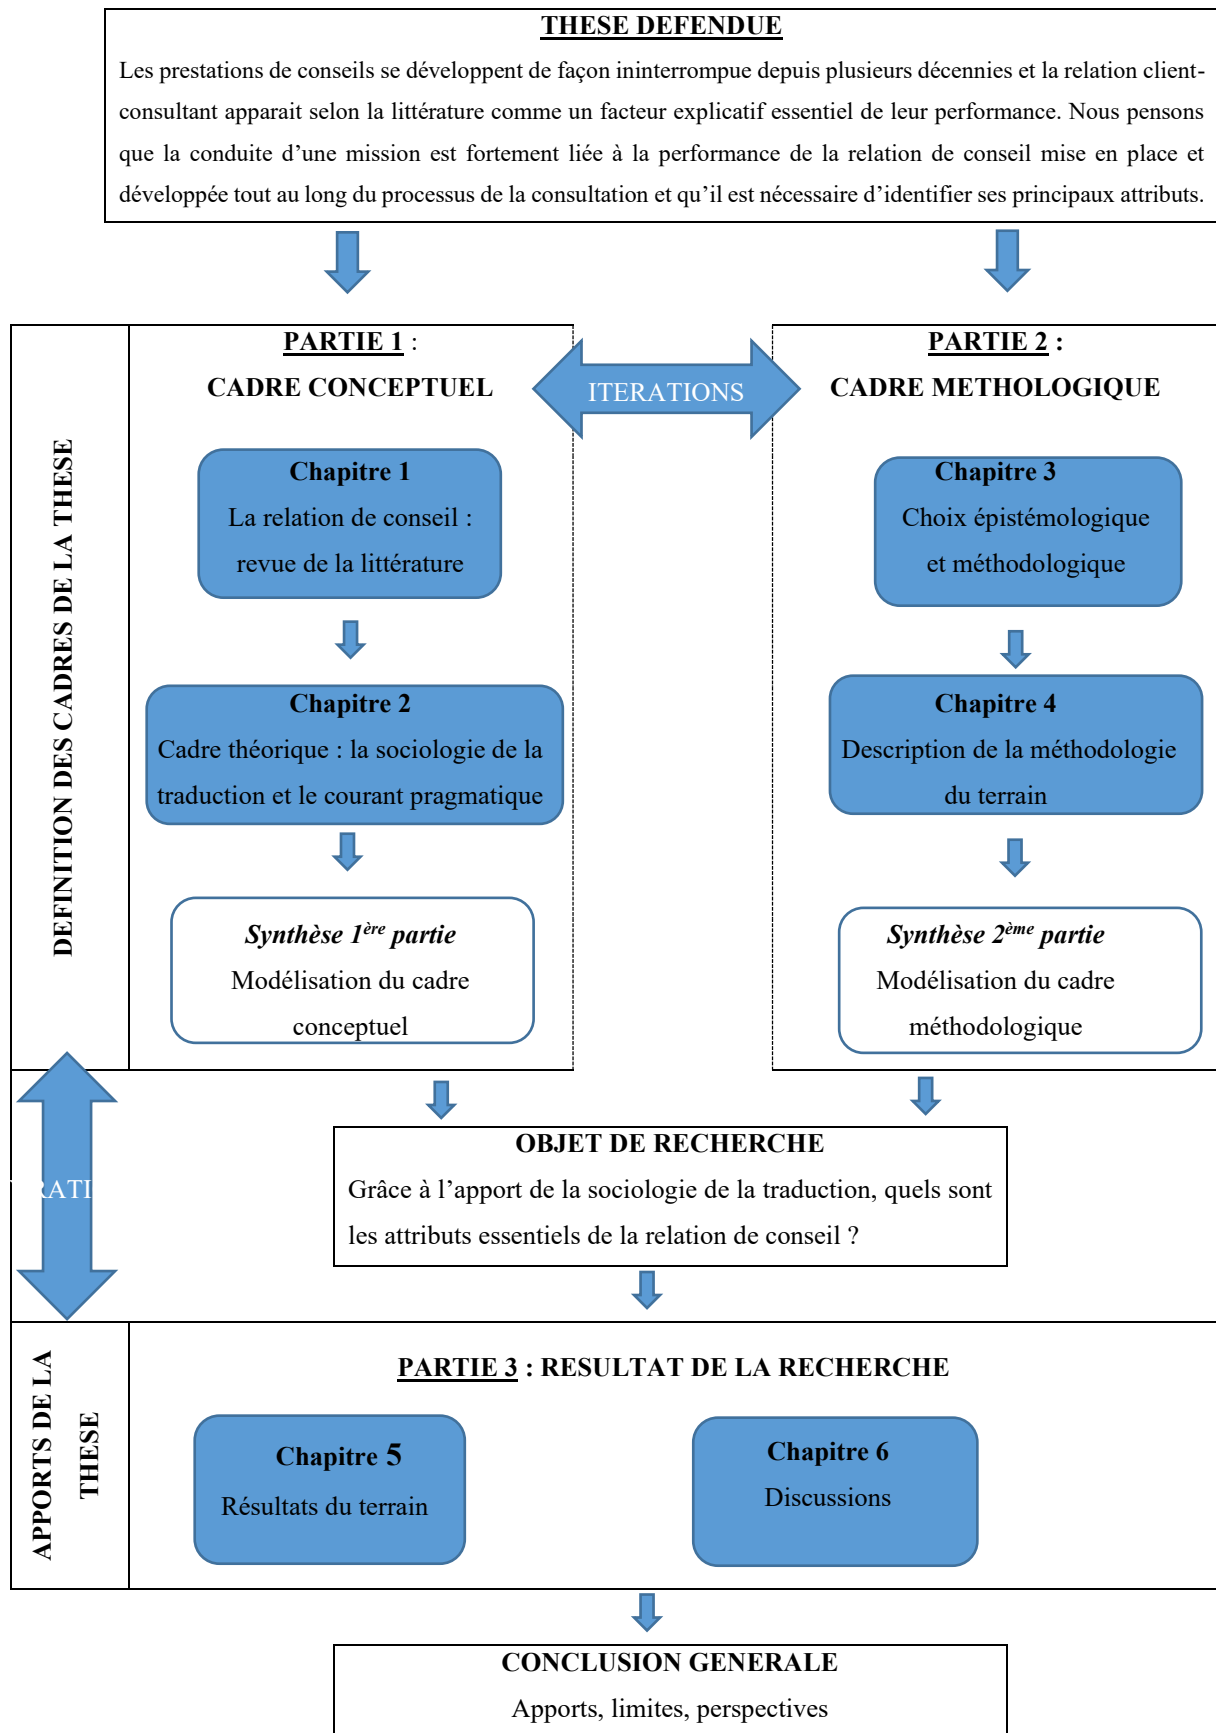 THESE DEFENDUE
Les prestations de conseils se développent de façon ininterrompue depuis plusieurs décennies et la relation client-
consultant apparait selon la littérature comme un facteur explicatif essentiel de leur performance. Nous pensons
que la conduite d’une mission est fortement liée à la performance de la relation de conseil mise en place et
développée tout au long du processus de la consultation et qu’il est nécessaire d’identifier ses principaux attributs.
DEFINITION DES CADRES DE LA THESE
PARTIE 1 :
CADRE CONCEPTUEL
ITERATIONS
PARTIE 2 :
CADRE METHOLOGIQUE
Chapitre 1
La relation de conseil :
revue de la littérature
Chapitre 2
Cadre théorique : la sociologie de la
traduction et le courant pragmatique
Synthèse 1ère partie
Modélisation du cadre
conceptuel
Chapitre 3
Choix épistémologique
et méthodologique
Chapitre 4
Description de la méthodologie
du terrain
Synthèse 2ème partie
Modélisation du cadre
méthodologique
OBJET DE RECHERCHE
Grâce à l’apport de la sociologie de la traduction, quels sont
les attributs essentiels de la relation de conseil ?
APPORTS DE LA
THESE
PARTIE 3 : RESULTAT DE LA RECHERCHE
Chapitre 5
Résultats du terrain
Chapitre 6
Discussions
CONCLUSION GENERALE
Apports, limites, perspectives